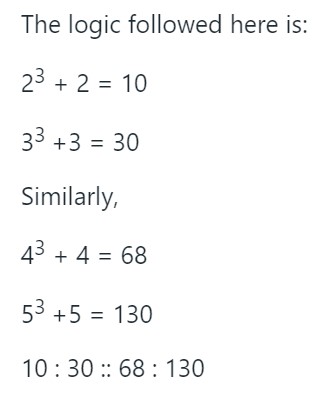 The logic followed here is:
2³ + 2 = 10
3³ +3 = 30
Similarly,
4³ + 4 = 68
5³ +5 = 130
10 : 30 :: 68 : 130